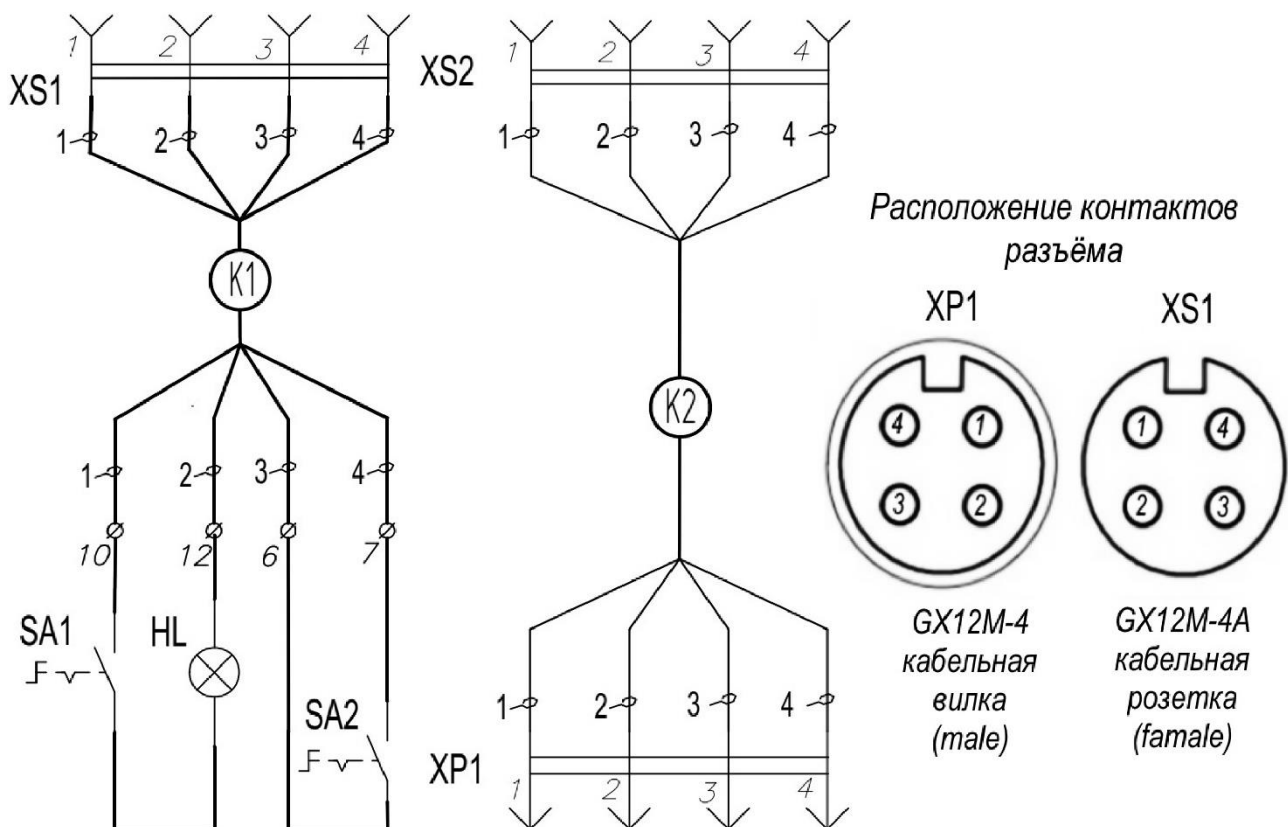 1 2 3 4
XS1
1 2 3 4
K1
1 2 3 4
10 12 6 7
SA1 HL
SA2
1 2 3 4
XS2
1 2 3 4
K2
1 2 3 4
XP1
1 2 3 4
Расположение контактов
разъёма
XP1 XS1
4 1 1 4
3 2 2 3
GX12M-4
кабельная
вилка
(male)
GX12M-4A
кабельная
розетка
(famale)